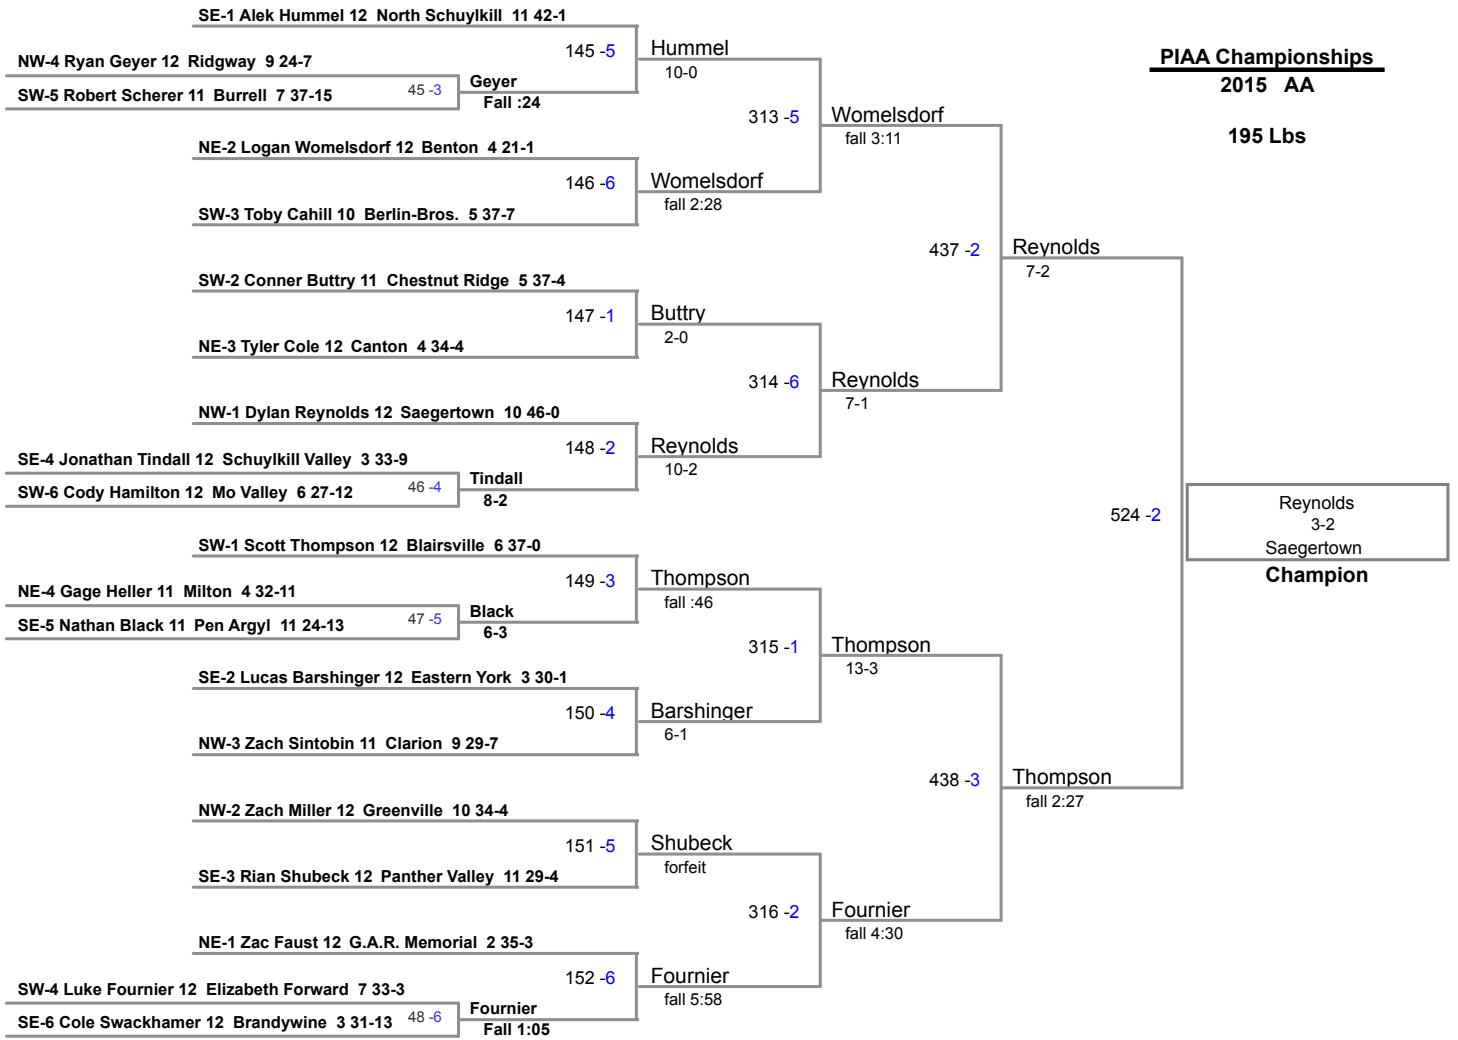 SE-1 Alek Hummel 12 North Schuylkill 11 42-1
145 -5
Hummel
10-0
PIAA Championships
2015 AA
195 Lbs
NW-4 Ryan Geyer 12 Ridgway 9 24-7
45 -3
Geyer
Fall :24
SW-5 Robert Scherer 11 Burrell 7 37-15
313 -5
Womelsdorf
fall 3:11
NE-2 Logan Womelsdorf 12 Benton 4 21-1
146 -6
Womelsdorf
fall 2:28
SW-3 Toby Cahill 10 Berlin-Bros. 5 37-7
437 -2
Reynolds
7-2
SW-2 Conner Buttry 11 Chestnut Ridge 5 37-4
147 -1
Buttry
2-0
NE-3 Tyler Cole 12 Canton 4 34-4
314 -6
Reynolds
7-1
NW-1 Dylan Reynolds 12 Saegertown 10 46-0
148 -2
Reynolds
10-2
SE-4 Jonathan Tindall 12 Schuylkill Valley 3 33-9
46 -4
Tindall
8-2
SW-6 Cody Hamilton 12 Mo Valley 6 27-12
524 -2
Reynolds
3-2
Saegertown
Champion
SW-1 Scott Thompson 12 Blairsville 6 37-0
149 -3
Thompson
fall :46
NE-4 Gage Heller 11 Milton 4 32-11
47 -5
Black
6-3
SE-5 Nathan Black 11 Pen Argyl 11 24-13
315 -1
Thompson
13-3
SE-2 Lucas Barshinger 12 Eastern York 3 30-1
150 -4
Barshinger
6-1
NW-3 Zach Sintobin 11 Clarion 9 29-7
438 -3
Thompson
fall 2:27
NW-2 Zach Miller 12 Greenville 10 34-4
151 -5
Shubeck
forfeit
SE-3 Rian Shubeck 12 Panther Valley 11 29-4
316 -2
Fournier
fall 4:30
NE-1 Zac Faust 12 G.A.R. Memorial 2 35-3
152 -6
Fournier
fall 5:58
SW-4 Luke Fournier 12 Elizabeth Forward 7 33-3
48 -6
Fournier
Fall 1:05
SE-6 Cole Swackhamer 12 Brandywine 3 31-13